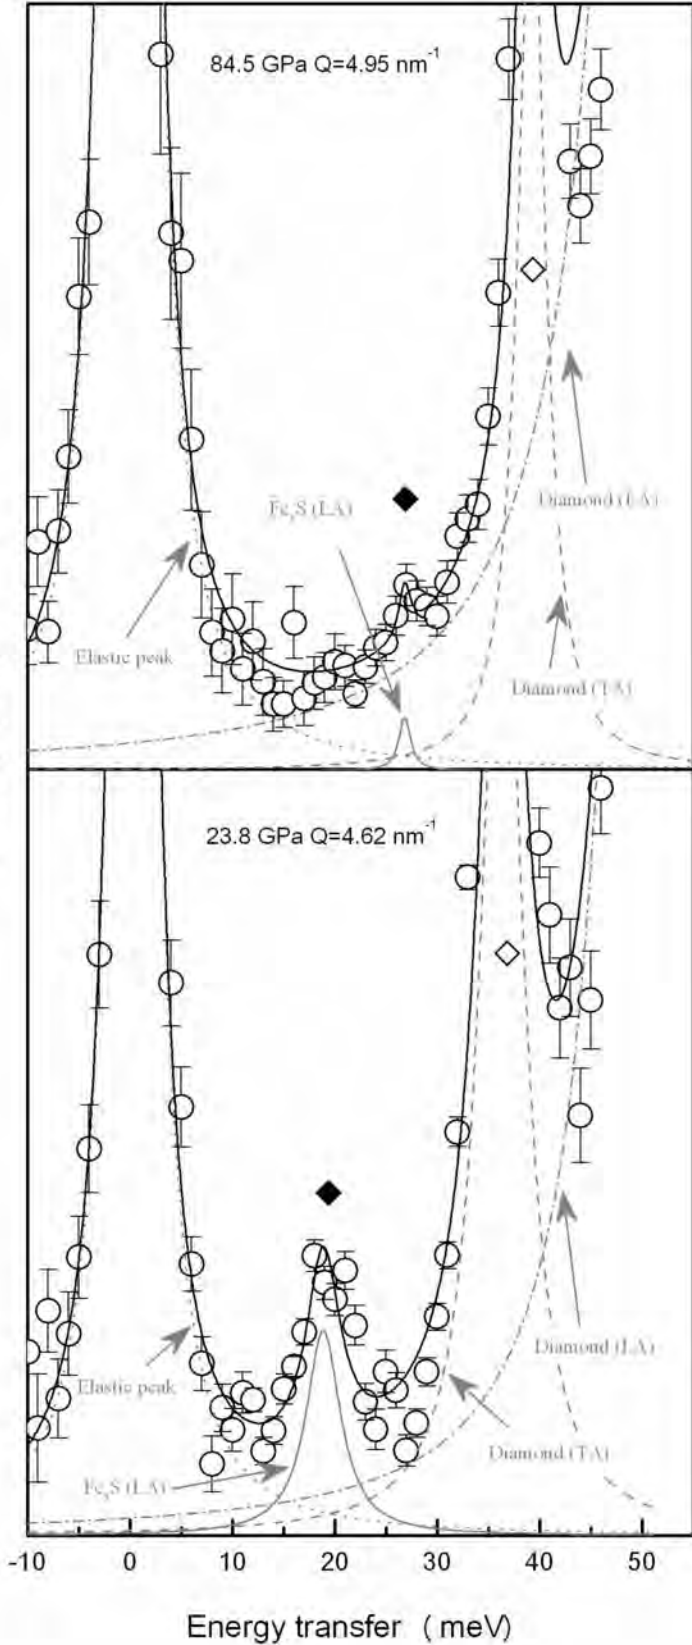 84.5 GPa Q=4.95 nm⁻¹
Fe₃S (LA)
Diamond (LA)
Elastic peak
Diamond (TA)
23.8 GPa Q=4.62 nm⁻¹
Diamond (LA)
Elastic peak
Diamond (TA)
Fe₃S (LA)
-10 0 10 20 30 40 50
Energy transfer ( meV)